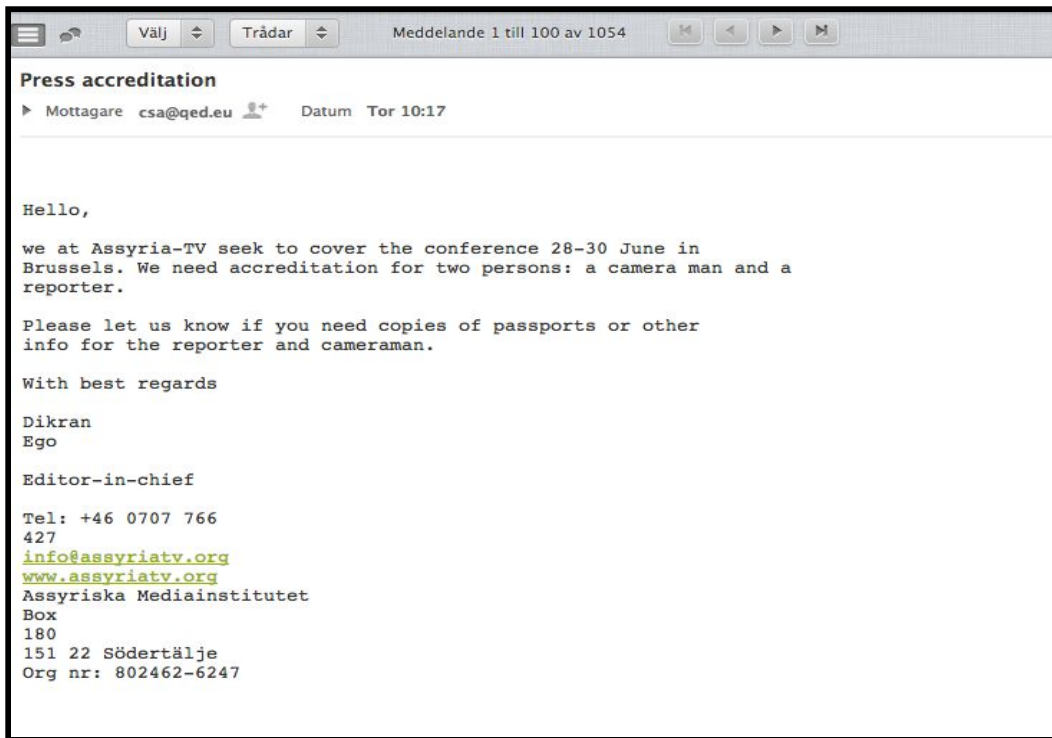 Välj Trådar Meddelande 1 till 100 av 1054
Press accreditation
Mottagare csa@qed.eu Datum Tor 10:17
Hello,
we at Assyria-TV seek to cover the conference 28-30 June in
Brussels. We need accreditation for two persons: a camera man and a
reporter.
Please let us know if you need copies of passports or other
info for the reporter and cameraman.
With best regards
Dikran
Ego
Editor-in-chief
Tel: +46 0707 766
427
info@assyriatv.org
www.assyriatv.org
Assyriska Mediainstitutet
Box
180
151 22 Södertälje
Org nr: 802462-6247